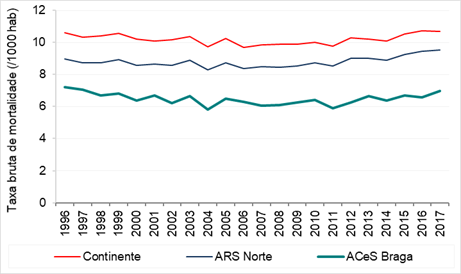 Taxa bruta de mortalidade (/1000 hab)
12
10
8
6
4
2
0
1996 1997 1998 1999 2000 2001 2002 2003 2004 2005 2006 2007 2008 2009 2010 2011 2012 2013 2014 2015 2016 2017
Continente ARS Norte ACeS Braga